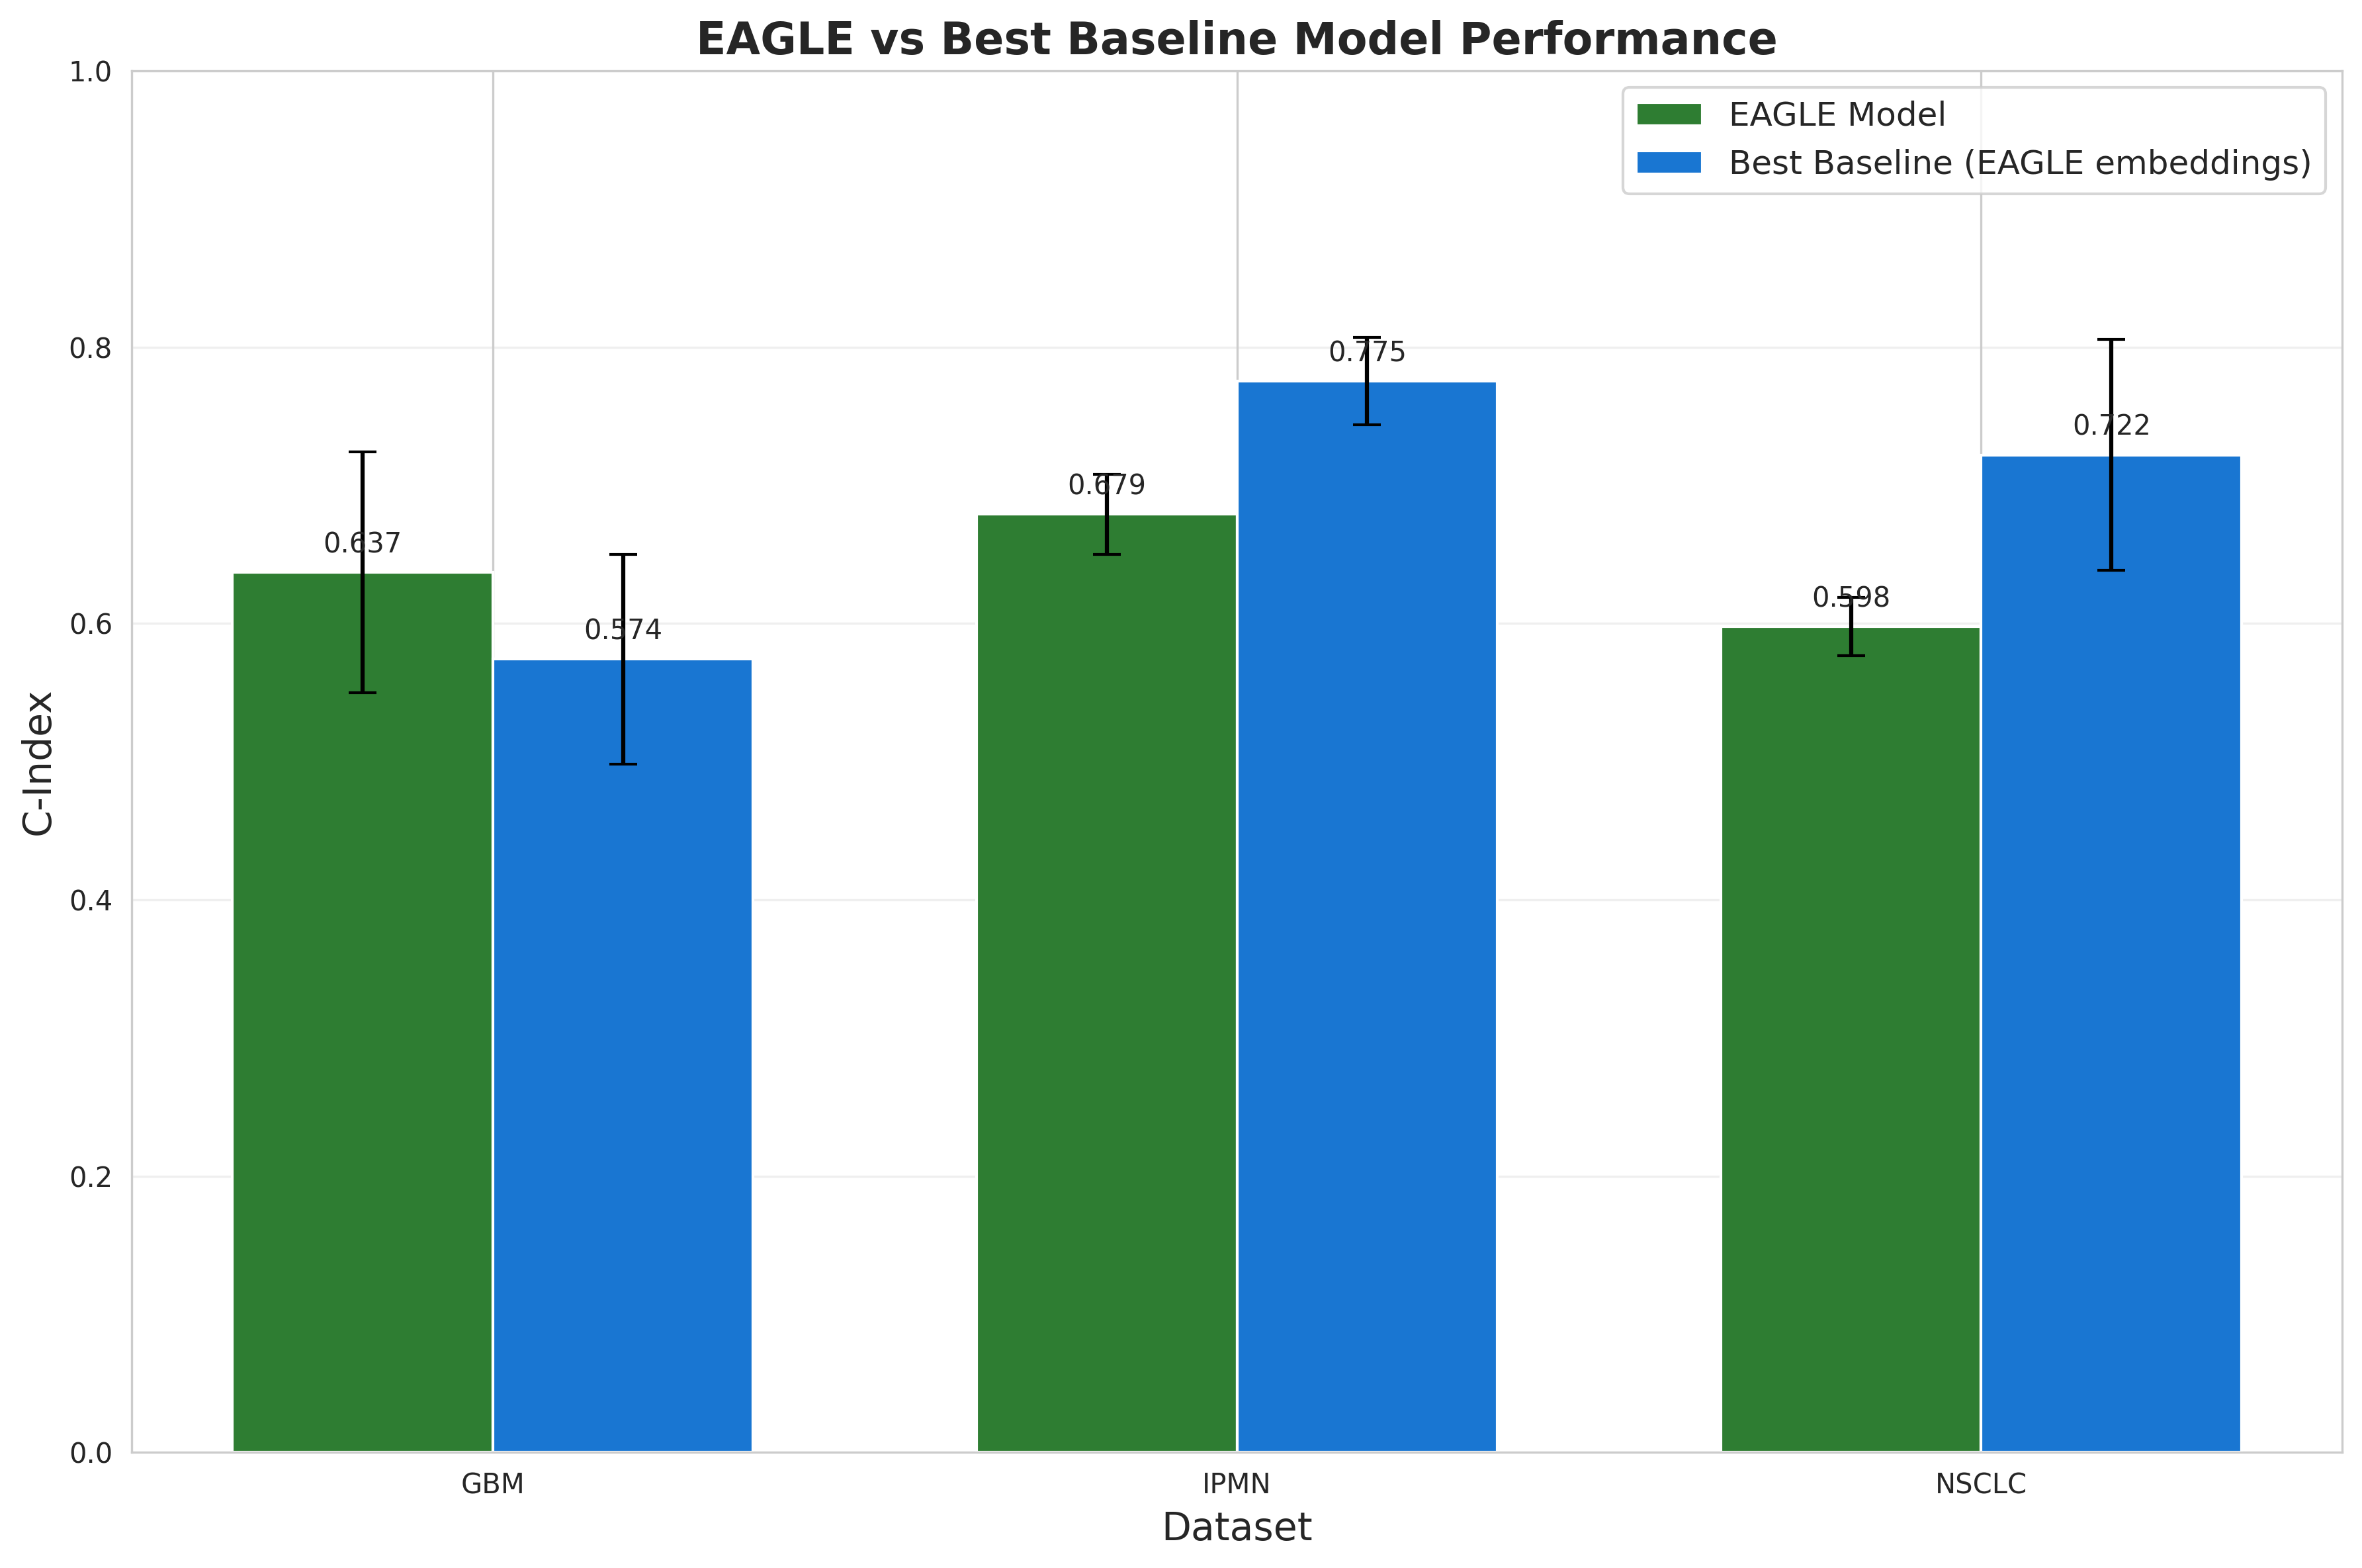 EAGLE vs Best Baseline Model Performance
EAGLE Model
Best Baseline (EAGLE embeddings)
C-Index
1.0
0.8
0.6
0.4
0.2
0.0
0.637
0.574
0.679
0.775
0.598
0.722
GBM
IPMN
NSCLC
Dataset